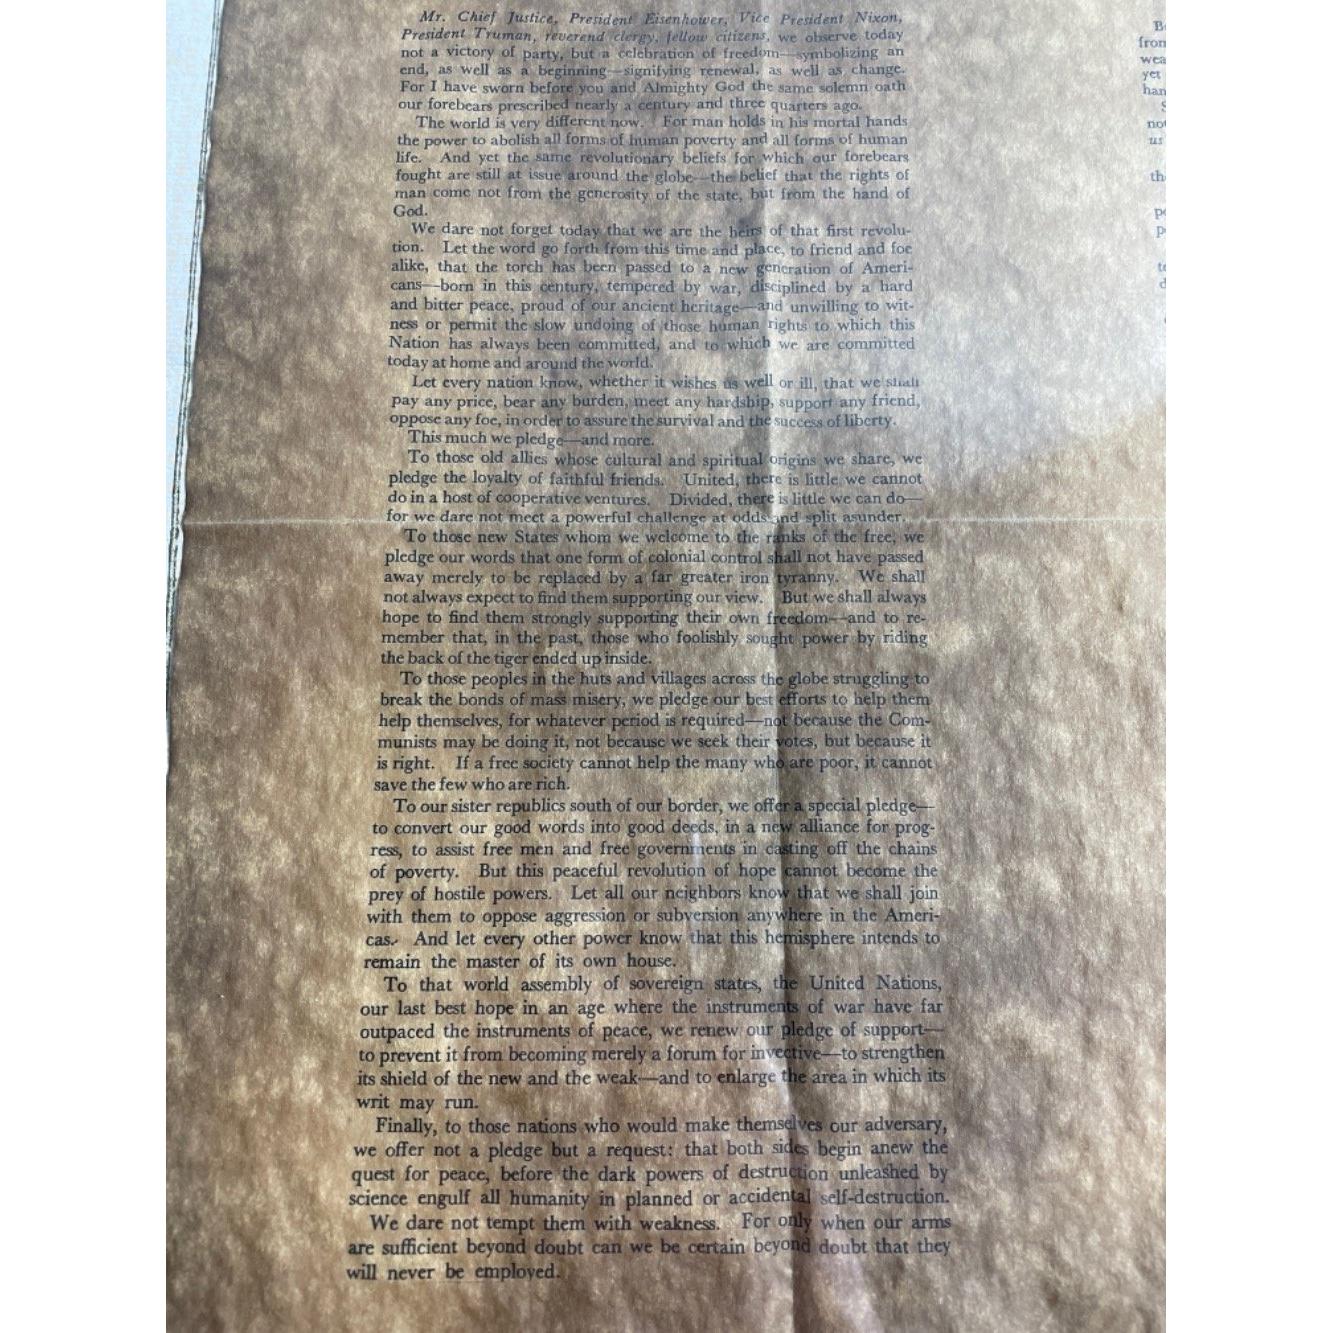 Mr. Chief Justice, President Eisenhower, Vice President Nixon,
President Truman, reverend clergy, fellow citizens, we observe today
not a victory of party, but a celebration of freedom—symbolizing an
end, as well as a beginning—signifying renewal, as well as change.
For I have sworn before you and Almighty God the same solemn oath
our forebears prescribed nearly a century and three quarters ago.
The world is very different now. For man holds in his mortal hands
the power to abolish all forms of human poverty and all forms of human
life. And yet the same revolutionary beliefs for which our forebears
fought are still at issue around the globe—the belief that the rights of
man come not from the generosity of the state, but from the hand of
God.
We dare not forget today that we are the heirs of that first revolu-
tion. Let the word go forth from this time and place, to friend and foe
alike, that the torch has been passed to a new generation of Ameri-
cans—born in this century, tempered by war, disciplined by a hard
and bitter peace, proud of our ancient heritage—and unwilling to wit-
ness or permit the slow undoing of those human rights to which this
Nation has always been committed, and to which we are committed
today at home and around the world.
Let every nation know, whether it wishes us well or ill, that we shall
pay any price, bear any burden, meet any hardship, support any friend,
oppose any foe, in order to assure the survival and the success of liberty.
This much we pledge—and more.
To those old allies whose cultural and spiritual origins we share, we
pledge the loyalty of faithful friends. United, there is little we cannot
do in a host of cooperative ventures. Divided, there is little we can do—
for we dare not meet a powerful challenge at odds and split asunder.
To those new States whom we welcome to the ranks of the free, we
pledge our words that one form of colonial control shall not have passed
away merely to be replaced by a far greater iron tyranny. We shall
not always expect to find them supporting our view. But we shall always
hope to find them strongly supporting their own freedom—and to re-
member that, in the past, those who foolishly sought power by riding
the back of the tiger ended up inside.
To those peoples in the huts and villages across the globe struggling to
break the bonds of mass misery, we pledge our best efforts to help them
help themselves, for whatever period is required—not because the Com-
munists may be doing it, not because we seek their votes, but because it
is right. If a free society cannot help the many who are poor, it cannot
save the few who are rich.
To our sister republics south of our border, we offer a special pledge—
to convert our good words into good deeds, in a new alliance for prog-
ress, to assist free men and free governments in casting off the chains
of poverty. But this peaceful revolution of hope cannot become the
prey of hostile powers. Let all our neighbors know that we shall join
with them to oppose aggression or subversion anywhere in the Ameri-
cas. And let every other power know that this hemisphere intends to
remain the master of its own house.
To that world assembly of sovereign states, the United Nations,
our last best hope in an age where the instruments of war have far
outpaced the instruments of peace, we renew our pledge of support—
to prevent it from becoming merely a forum for invective—to strengthen
its shield of the new and the weak—and to enlarge the area in which its
writ may run.
Finally, to those nations who would make themselves our adversary,
we offer not a pledge but a request: that both sides begin anew the
quest for peace, before the dark powers of destruction unleashed by
science engulf all humanity in planned or accidental self-destruction.
We dare not tempt them with weakness. For only when our arms
are sufficient beyond doubt can we be certain beyond doubt that they
will never be employed.